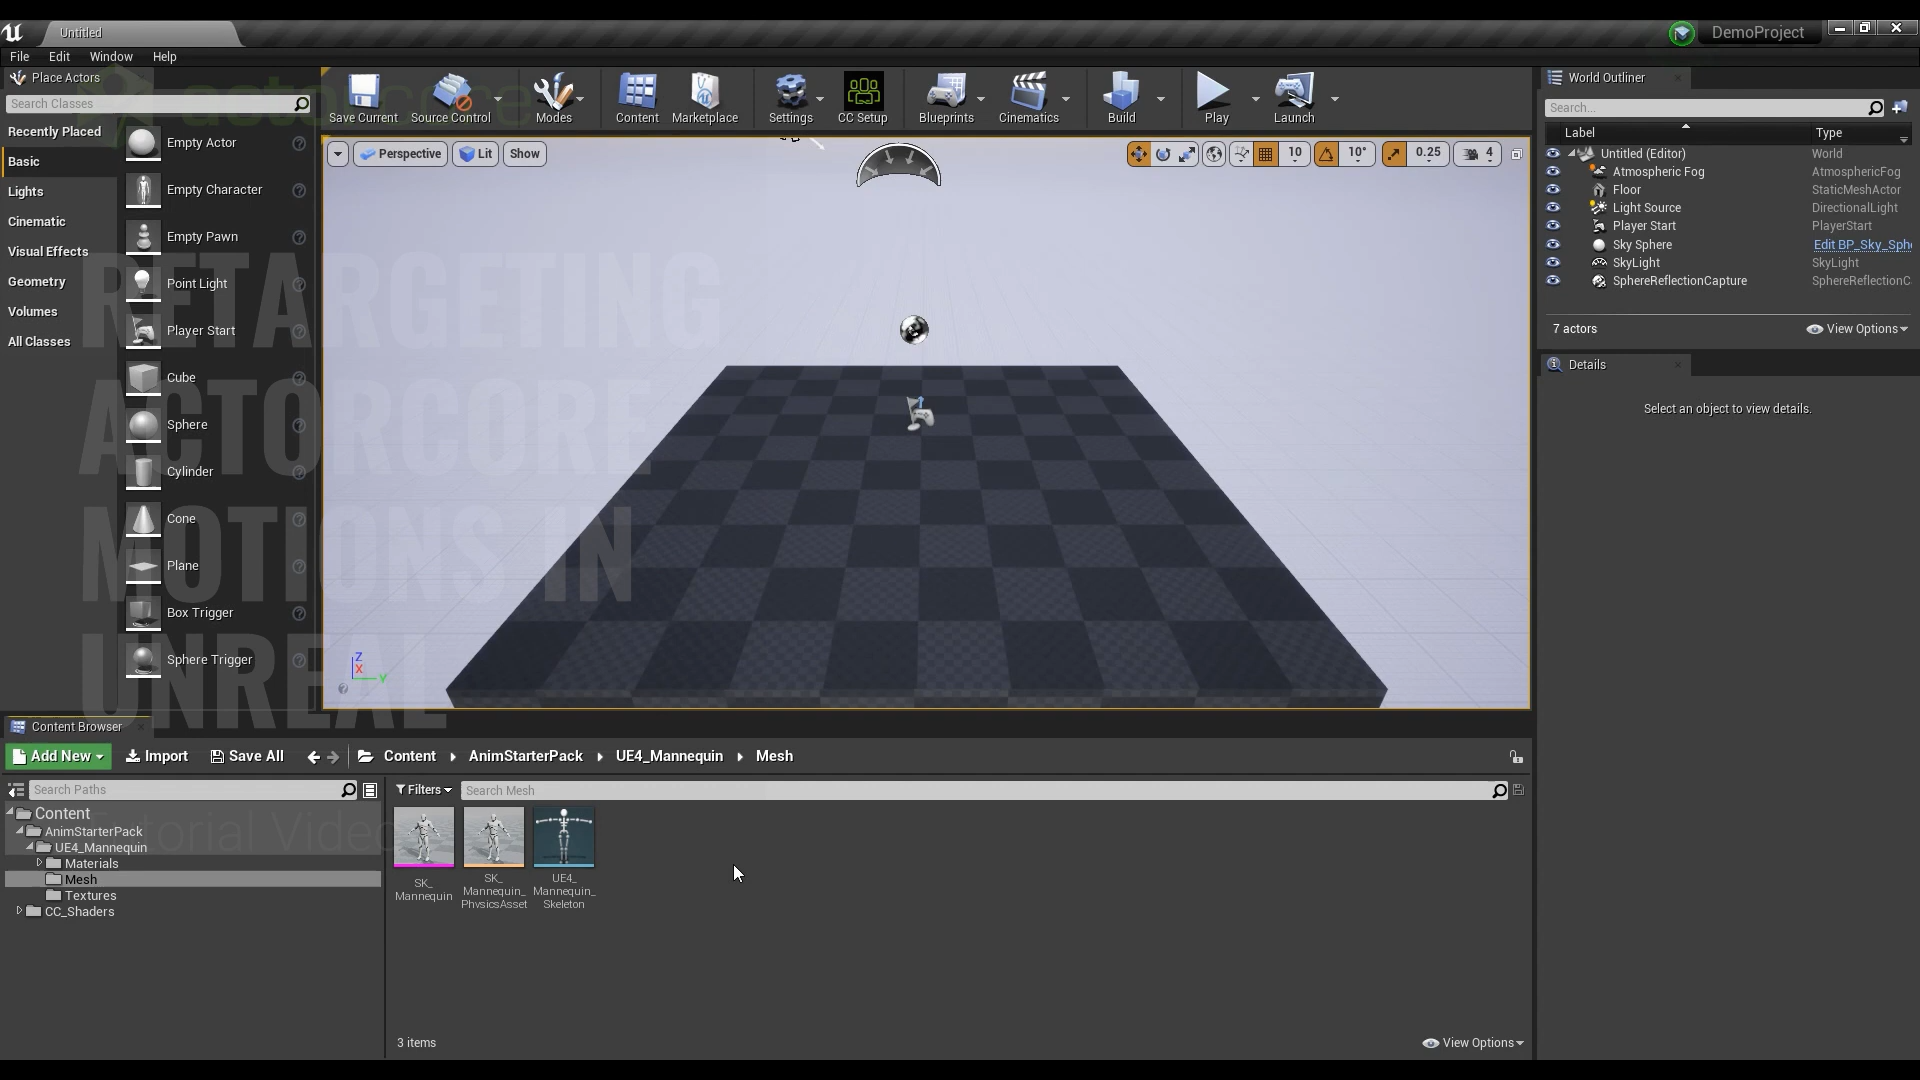 Untitled
DemoProject
File Edit Window Help
Place Actors
Search Classes
Recently Placed
Basic
Lights
Cinematic
Visual Effects
Geometry
Volumes
All Classes
Empty Actor
Empty Character
Empty Pawn
Point Light
Player Start
Cube
Sphere
Cylinder
Cone
Plane
Box Trigger
Sphere Trigger
RETARGETING
ACTORCORE
MOTIONS IN
UNREAL
Tutorial Video
actorcore
Save Current Source Control Modes Content Marketplace Settings CC Setup Blueprints Cinematics Build Play Launch
Perspective Lit Show
10 10° 0.25 4
Z
X
Y
World Outliner
Search...
Label Type
Untitled (Editor) World
Atmospheric Fog AtmosphericFog
Floor StaticMeshActor
Light Source DirectionalLight
Player Start PlayerStart
Sky Sphere Edit BP_Sky_Sph
SkyLight SkyLight
SphereReflectionCapture SphereReflectionC
7 actors View Options
Details
Select an object to view details.
Content Browser
Add New Import Save All Content AnimStarterPack UE4_Mannequin Mesh
Search Paths
Filters Search Mesh
Content
AnimStarterPack
UE4_Mannequin
Materials
Mesh
Textures
CC_Shaders
SK_
Mannequin
SK_
Mannequin_
PhysicsAsset
UE4_
Mannequin_
Skeleton
3 items View Options